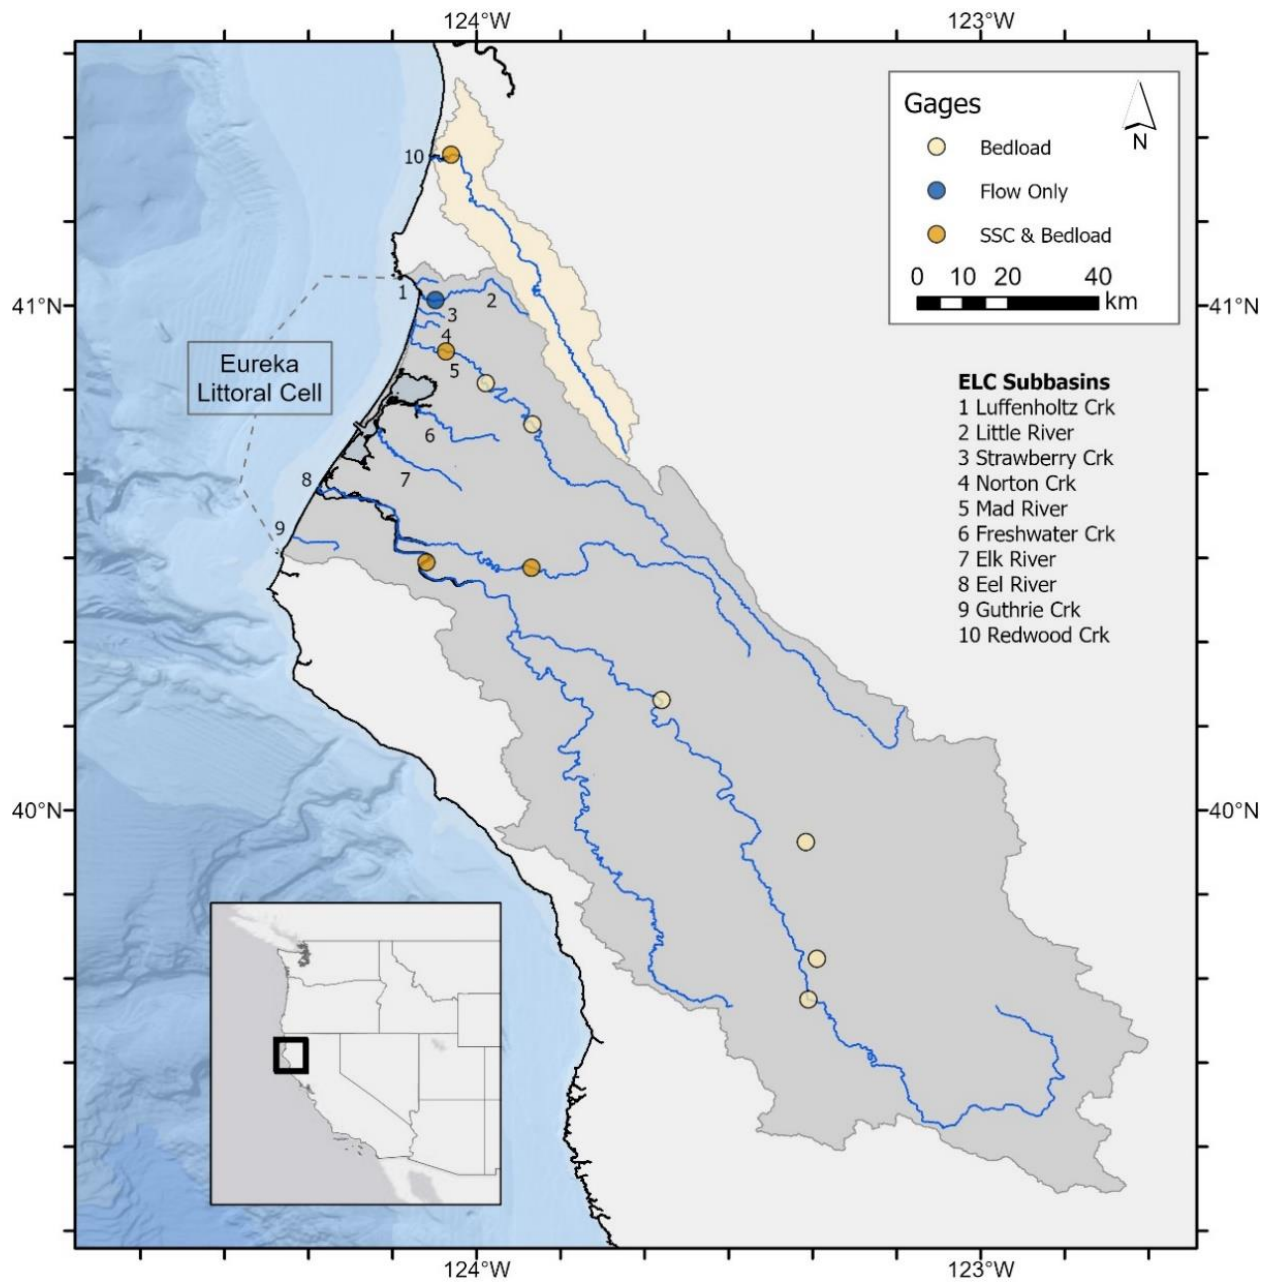 124°W
123°W
Gages
N
Bedload
Flow Only
SSC & Bedload
0 10 20 40
km
10
41°N
41°N
1
2
3
4
5
Eureka
Littoral Cell
6
7
8
9
ELC Subbasins
1 Luffenholtz Crk
2 Little River
3 Strawberry Crk
4 Norton Crk
5 Mad River
6 Freshwater Crk
7 Elk River
8 Eel River
9 Guthrie Crk
10 Redwood Crk
40°N
40°N
124°W
123°W